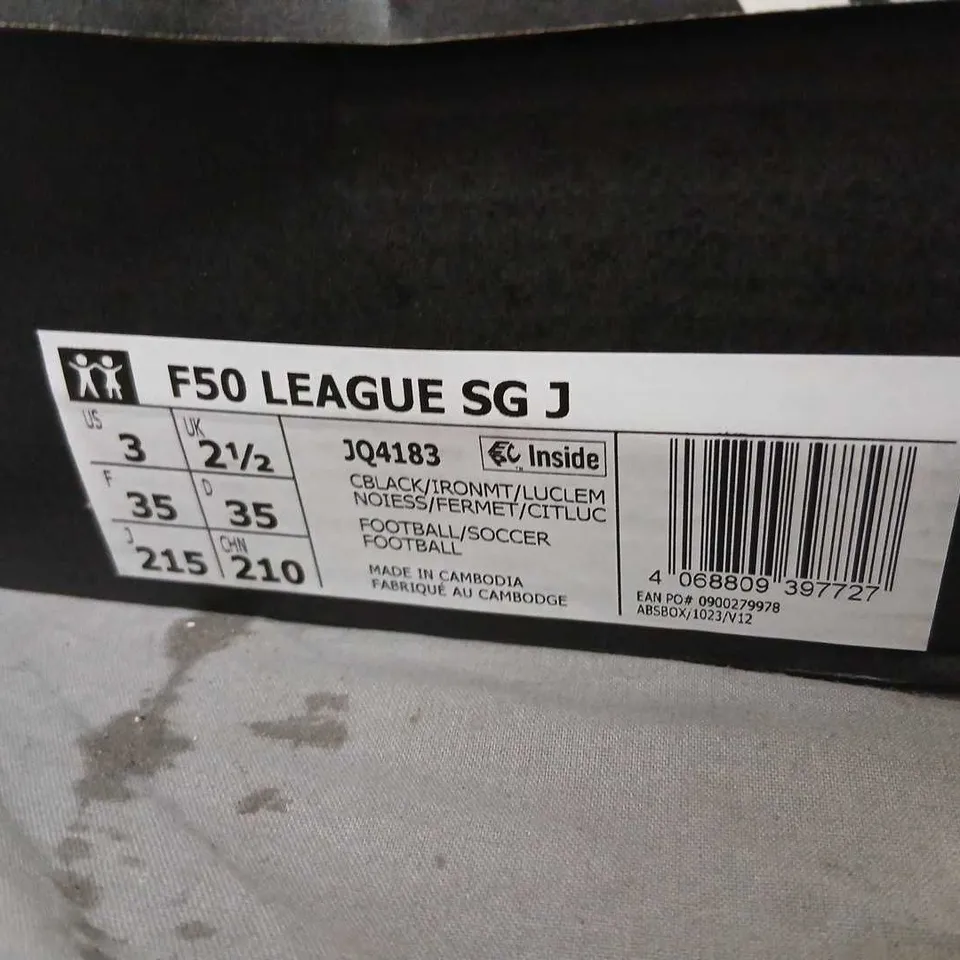 F50 LEAGUE SG J
US 3 UK 2½
F 35 D 35
J 215 CHN 210
JQ4183 Inside
CBLACK/IRONMT/LUCLEM
NOIESS/FERMET/CITLUC
FOOTBALL/SOCCER
FOOTBALL
MADE IN CAMBODIA
FABRIQUÉ AU CAMBODGE
4 068809 397727
EAN PO# 0900279978
ABSBOX/1023/V12